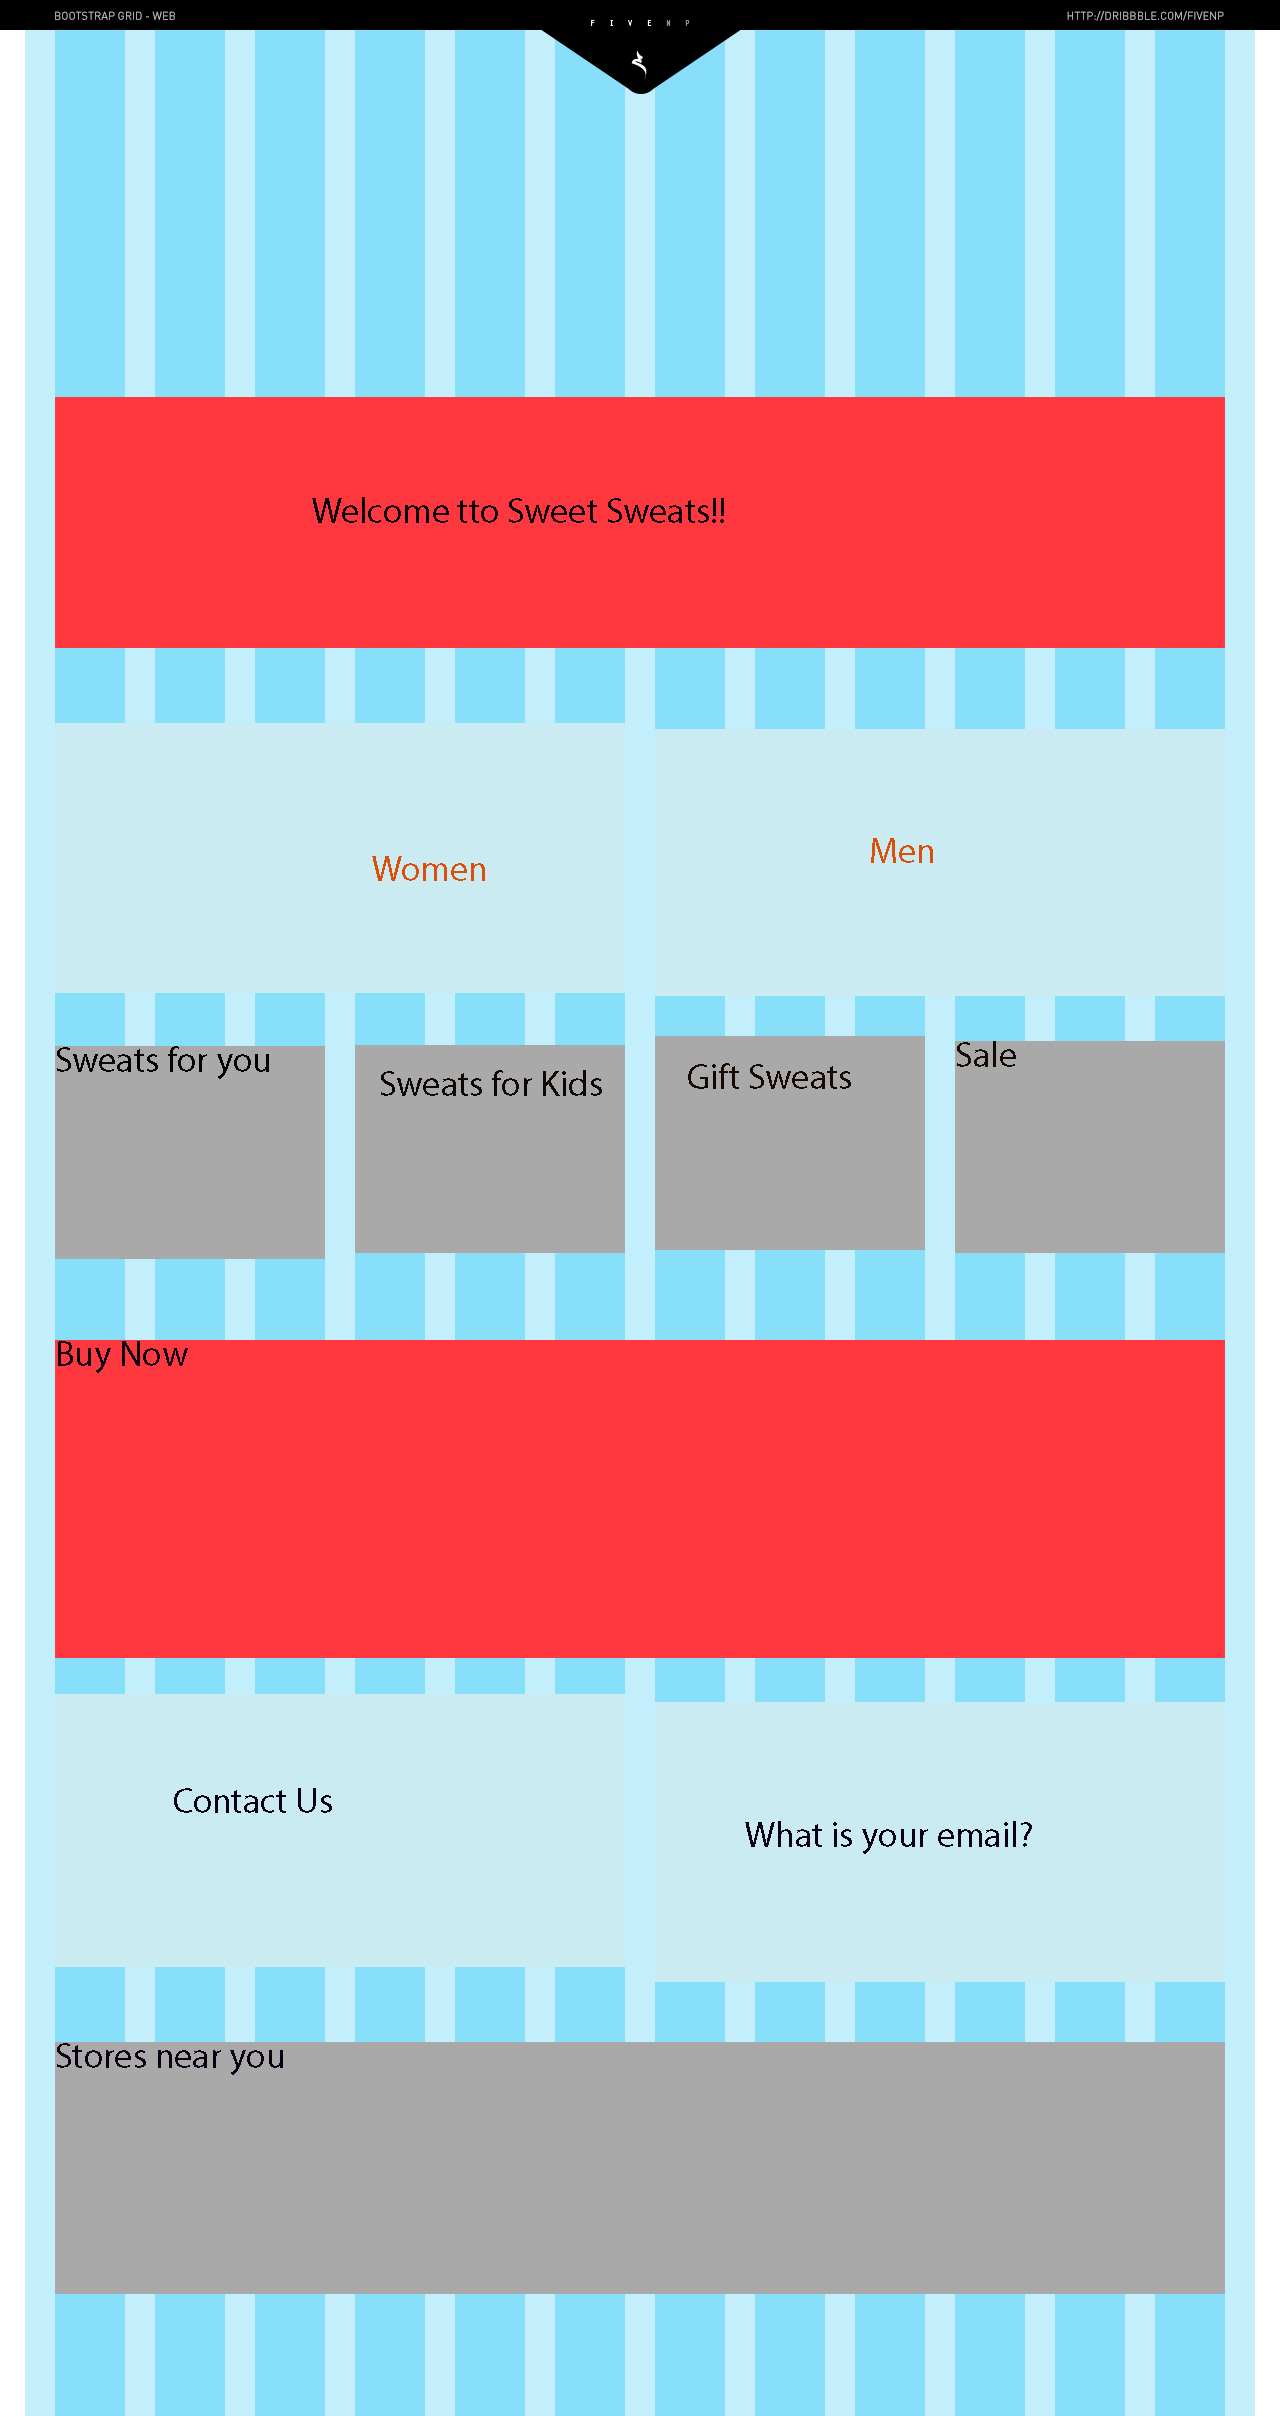 BOOTSTRAP GRID - WEB
FIVENP
HTTP://DRIBBBLE.COM/FIVENP
Welcome tto Sweet Sweats!!
Women
Men
Sweats for you
Sweats for Kids
Gift Sweats
Sale
Buy Now
Contact Us
What is your email?
Stores near you